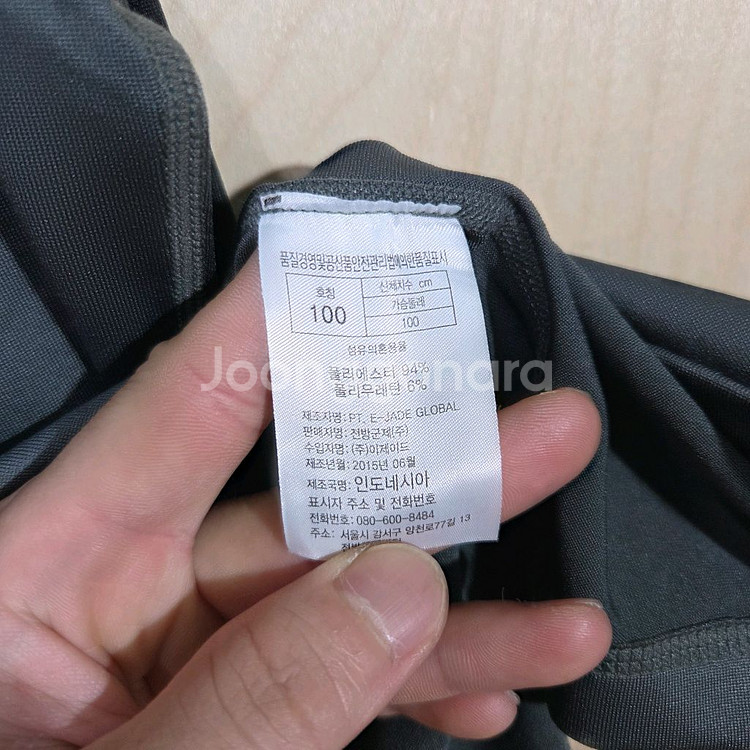 품질경영및공산품안전관리법에의한품질표시
호칭
100
신체치수 cm
가슴둘레
100
섬유의혼용율
폴리에스터 94%
폴리우레탄 6%
제조자명: PT. E-JADE GLOBAL
판매자명: 전방군제(주)
수입자명: (주)이제이드
제조년월: 2015년 06월
제조국명: 인도네시아
표시자 주소 및 전화번호
전화번호: 080-600-8484
주소: 서울시 강서구 양천로77길 13